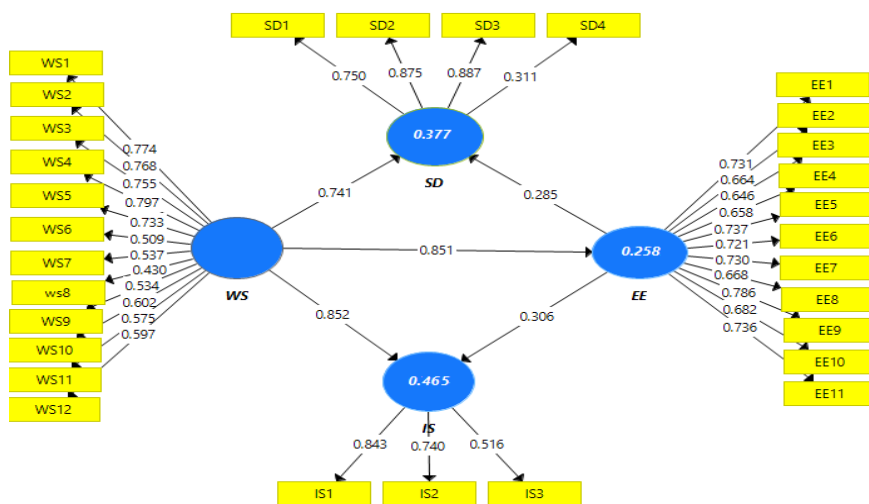 SD1 SD2 SD3 SD4
0.750 0.875 0.887 0.311
WS1
WS2
WS3
WS4
WS5
WS6
WS7
ws8
WS9
WS10
WS11
WS12
0.774
0.768
0.755
0.797
0.733
0.509
0.537
0.430
0.534
0.602
0.575
0.597
WS
0.377
SD
0.741
0.285
0.851
0.852
0.306
0.258
EE
0.731
0.664
0.646
0.658
0.737
0.721
0.730
0.668
0.786
0.682
0.736
EE1
EE2
EE3
EE4
EE5
EE6
EE7
EE8
EE9
EE10
EE11
0.465
IS
0.843 0.740 0.516
IS1 IS2 IS3